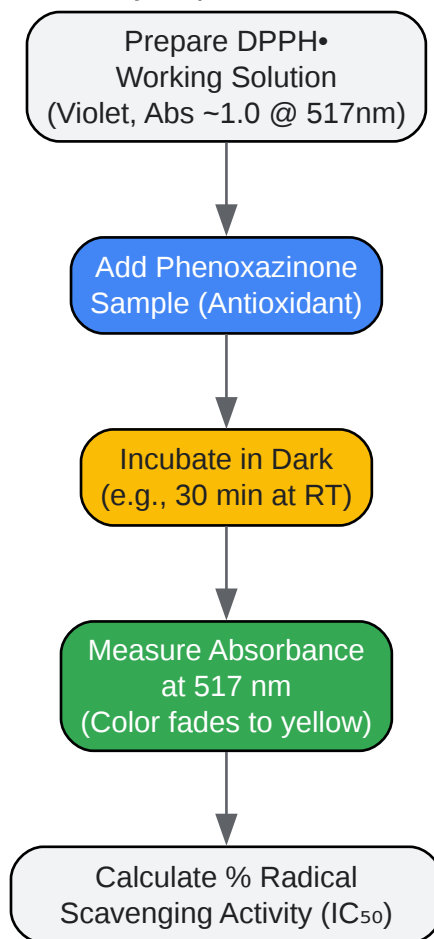 Prepare DPPH•
Working Solution
(Violet, Abs ~1.0 @ 517nm)
Add Phenoxazinone
Sample (Antioxidant)
Incubate in Dark
(e.g., 30 min at RT)
Measure Absorbance
at 517 nm
(Color fades to yellow)
Calculate % Radical
Scavenging Activity (IC₅₀)